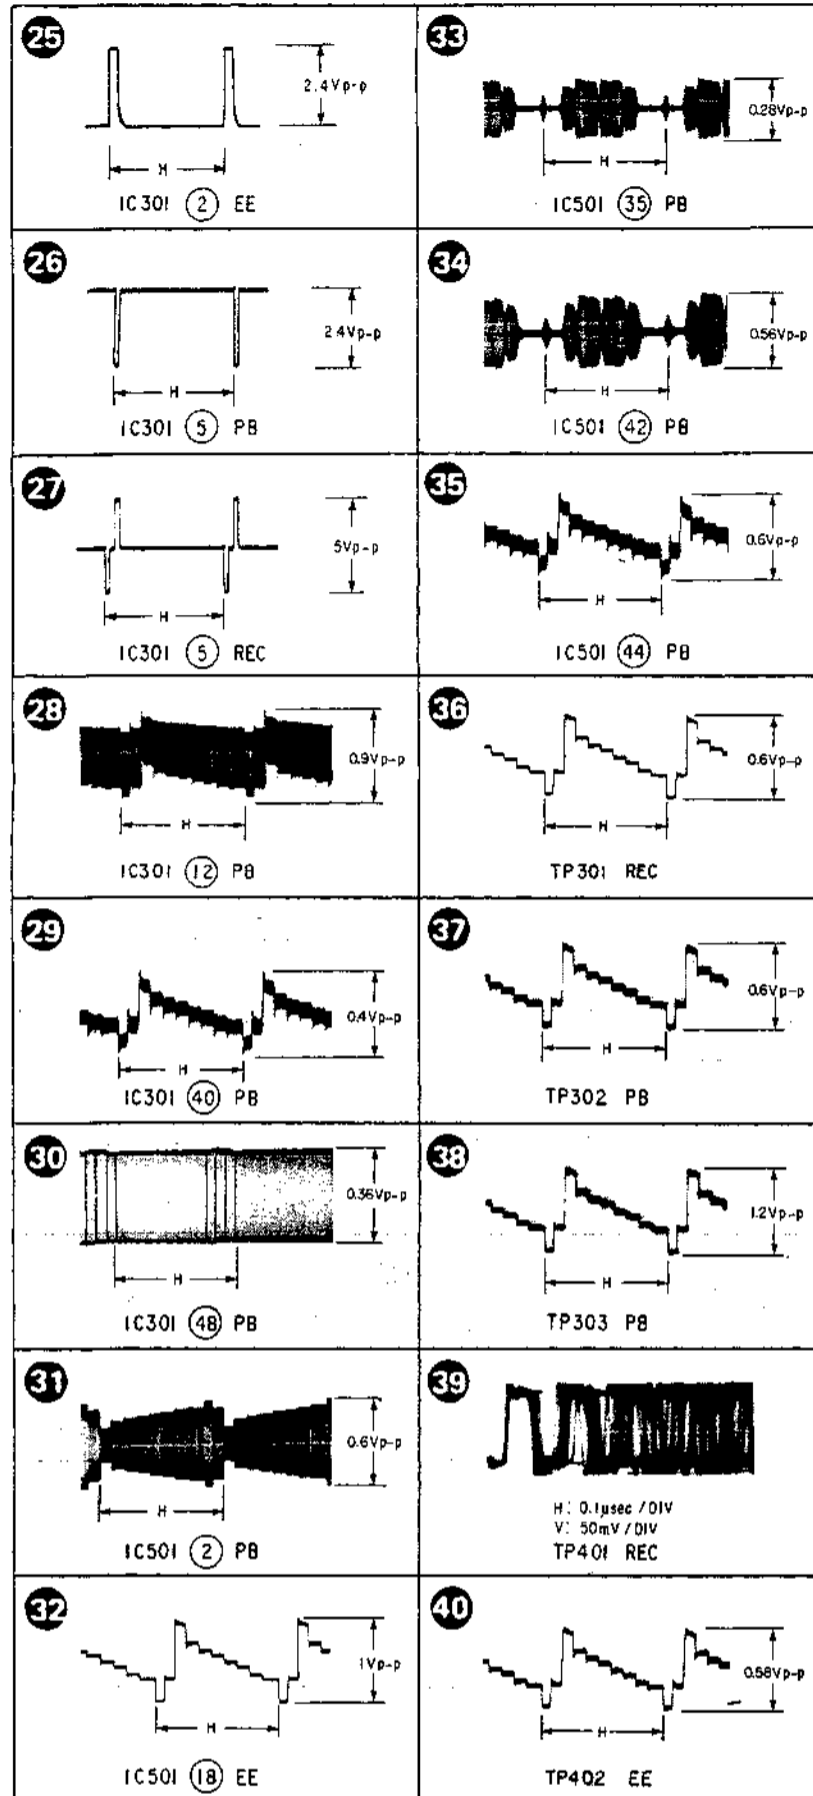 25
2.4Vp-p
H
IC301 2 EE
26
2.4Vp-p
H
IC301 5 PB
27
5Vp-p
H
IC301 5 REC
28
0.9Vp-p
H
IC301 12 PB
29
0.4Vp-p
H
IC301 40 PB
30
0.36Vp-p
H
IC301 48 PB
31
0.6Vp-p
H
IC501 2 PB
32
1Vp-p
H
IC501 18 EE
33
0.28Vp-p
H
IC501 35 PB
34
0.56Vp-p
H
IC501 42 PB
35
0.6Vp-p
H
IC501 44 PB
36
0.6Vp-p
H
TP301 REC
37
0.6Vp-p
H
TP302 PB
38
1.2Vp-p
H
TP303 PB
39
H: 0.1μsec/DIV
V: 50mV/DIV
TP401 REC
40
0.58Vp-p
H
TP402 EE